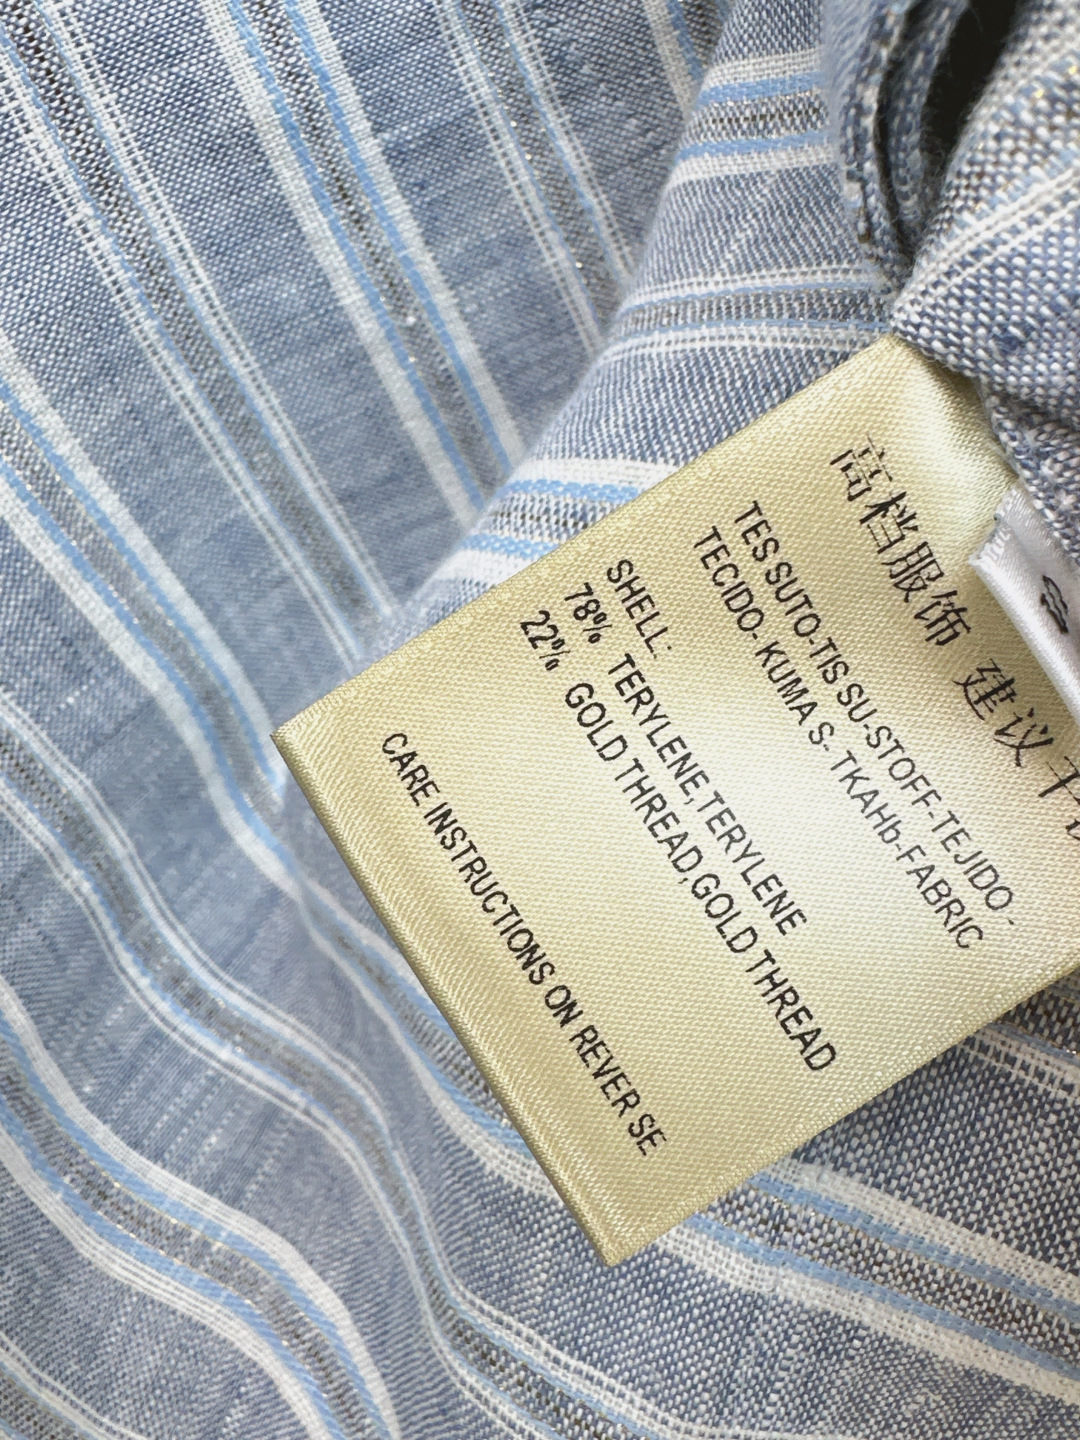 高档服饰 建议干
TES SUTO-TIS SU-STOFF-TEJIDO-
TECIDO-KUMA S-TKAHb-FABRIC
SHELL:
78% TERYLENE,TERYLENE
22% GOLD THREAD,GOLD THREAD
CARE INSTRUCTIONS ON REVER SE